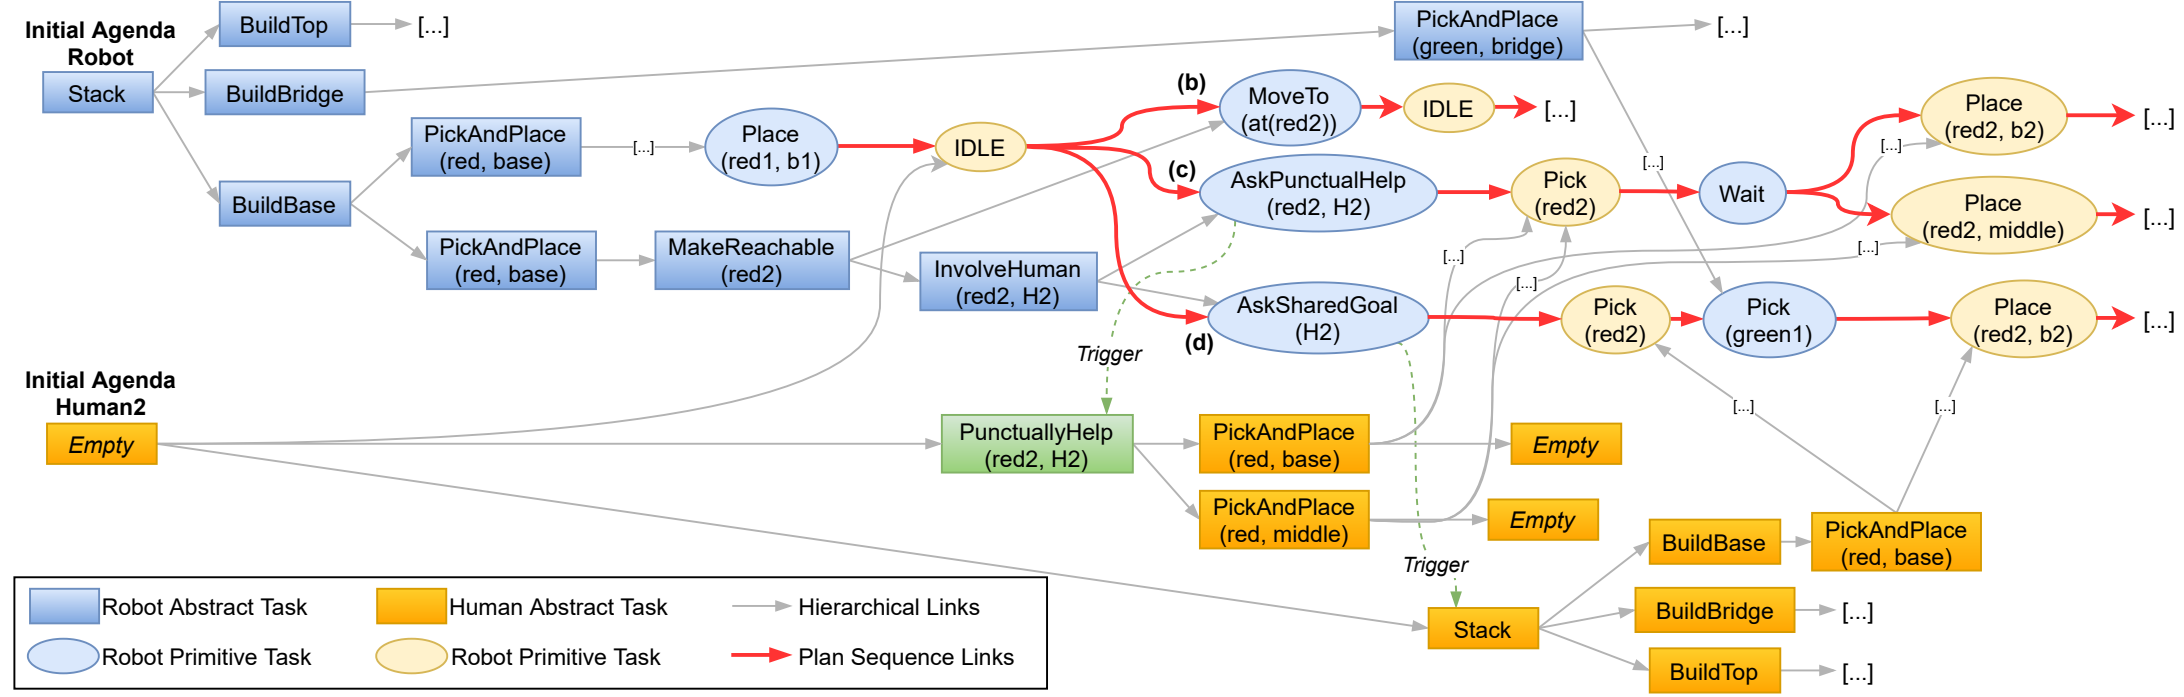 Initial Agenda
Robot
Stack
BuildTop
[...]
BuildBridge
BuildBase
PickAndPlace
(red, base)
[...]
Place
(red1, b1)
IDLE
PickAndPlace
(red, base)
MakeReachable
(red2)
InvolveHuman
(red2, H2)
PickAndPlace
(green, bridge)
[...]
(b)
MoveTo
(at(red2))
IDLE
[...]
(c)
AskPunctualHelp
(red2, H2)
Pick
(red2)
[...]
Wait
[...]
Place
(red2, b2)
[...]
Place
(red2, middle)
[...]
[...]
[...]
[...]
(d)
AskSharedGoal
(H2)
Pick
(red2)
Pick
(green1)
Place
(red2, b2)
[...]
Trigger
Initial Agenda
Human2
Empty
PunctuallyHelp
(red2, H2)
PickAndPlace
(red, base)
Empty
PickAndPlace
(red, middle)
Empty
[...]
[...]
Trigger
Stack
BuildBase
PickAndPlace
(red, base)
BuildBridge
[...]
BuildTop
[...]
Robot Abstract Task
Human Abstract Task
Hierarchical Links
Robot Primitive Task
Robot Primitive Task
Plan Sequence Links